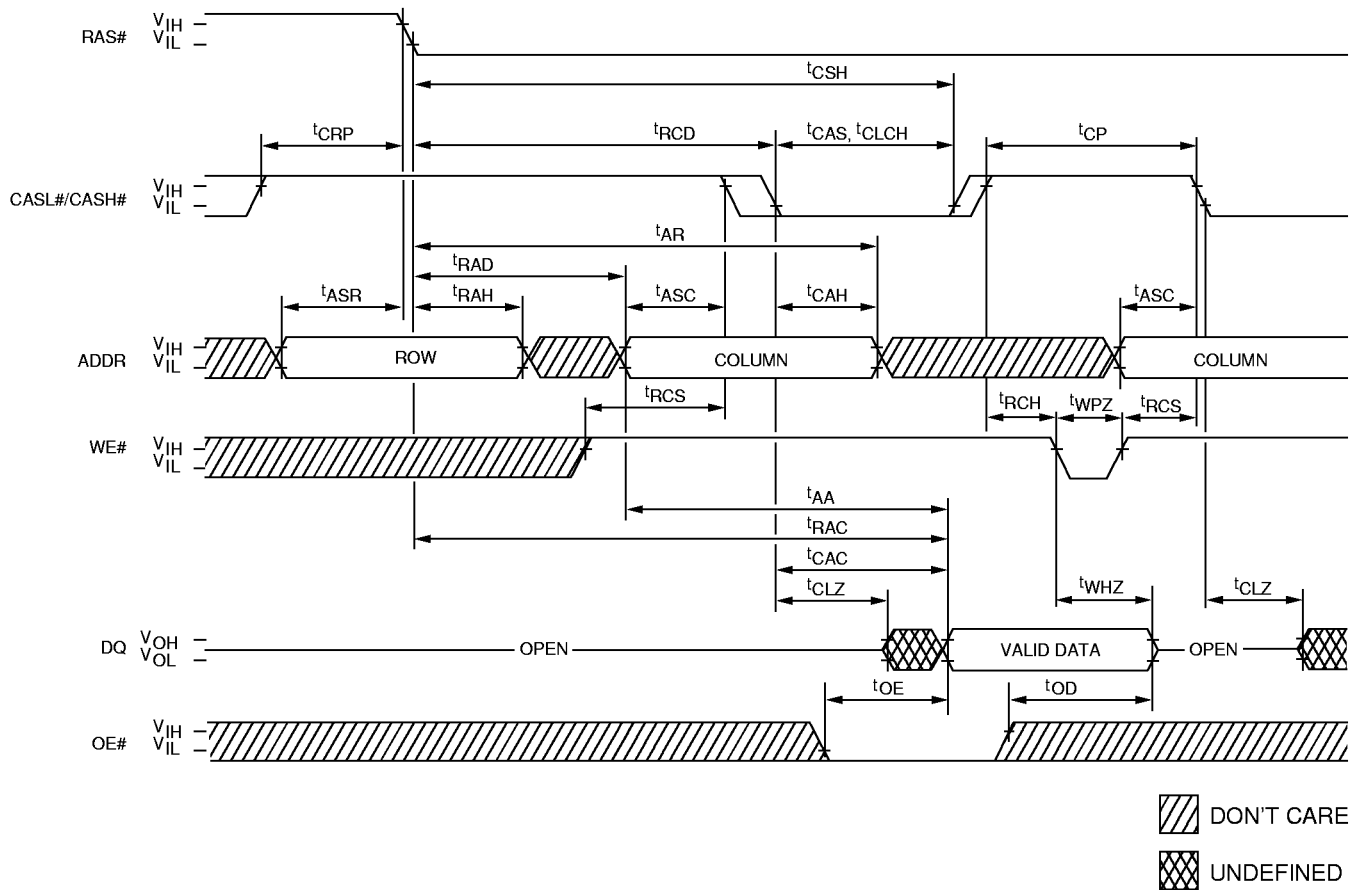 RAS# VIH VIL
tCSH
tCRP tRCD tCAS, tCLCH tCP
CASL#/CASH# VIH VIL
tAR
tRAD
tASR tRAH tASC tCAH tASC
ADDR VIH VIL ROW COLUMN COLUMN
tRCS tRCH tWPZ tRCS
WE# VIH VIL
tAA
tRAC
tCAC
tCLZ tWHZ tCLZ
DQ VOH VOL OPEN VALID DATA OPEN
tOE tOD
OE# VIH VIL
DON'T CARE
UNDEFINED